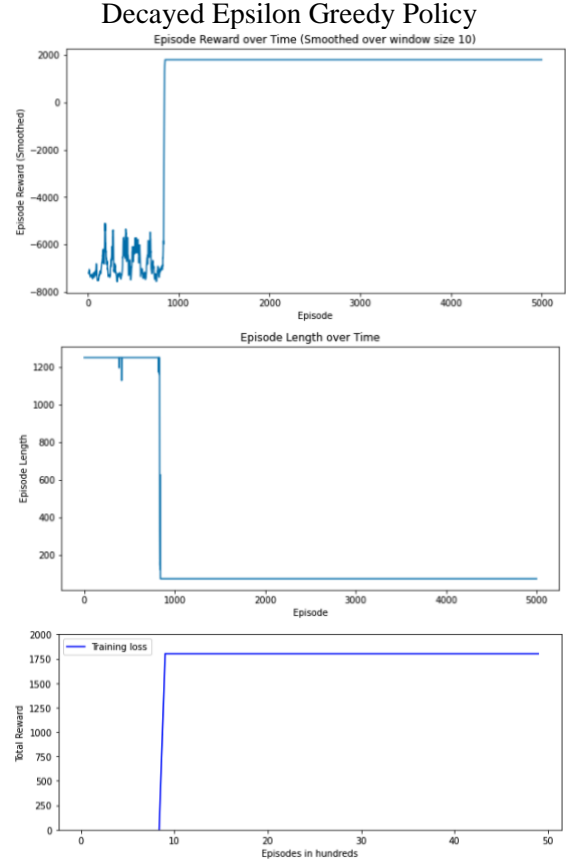 Decayed Epsilon Greedy Policy
Episode Reward over Time (Smoothed over window size 10)
2000
0
−2000
−4000
−6000
−8000
Episode Reward (Smoothed)
0 1000 2000 3000 4000 5000
Episode
Episode Length over Time
1200
1000
800
600
400
200
Episode Length
0 1000 2000 3000 4000 5000
Episode
2000
1750
1500
1250
1000
750
500
250
0
Training loss
Total Reward
0 10 20 30 40 50
Episodes in hundreds